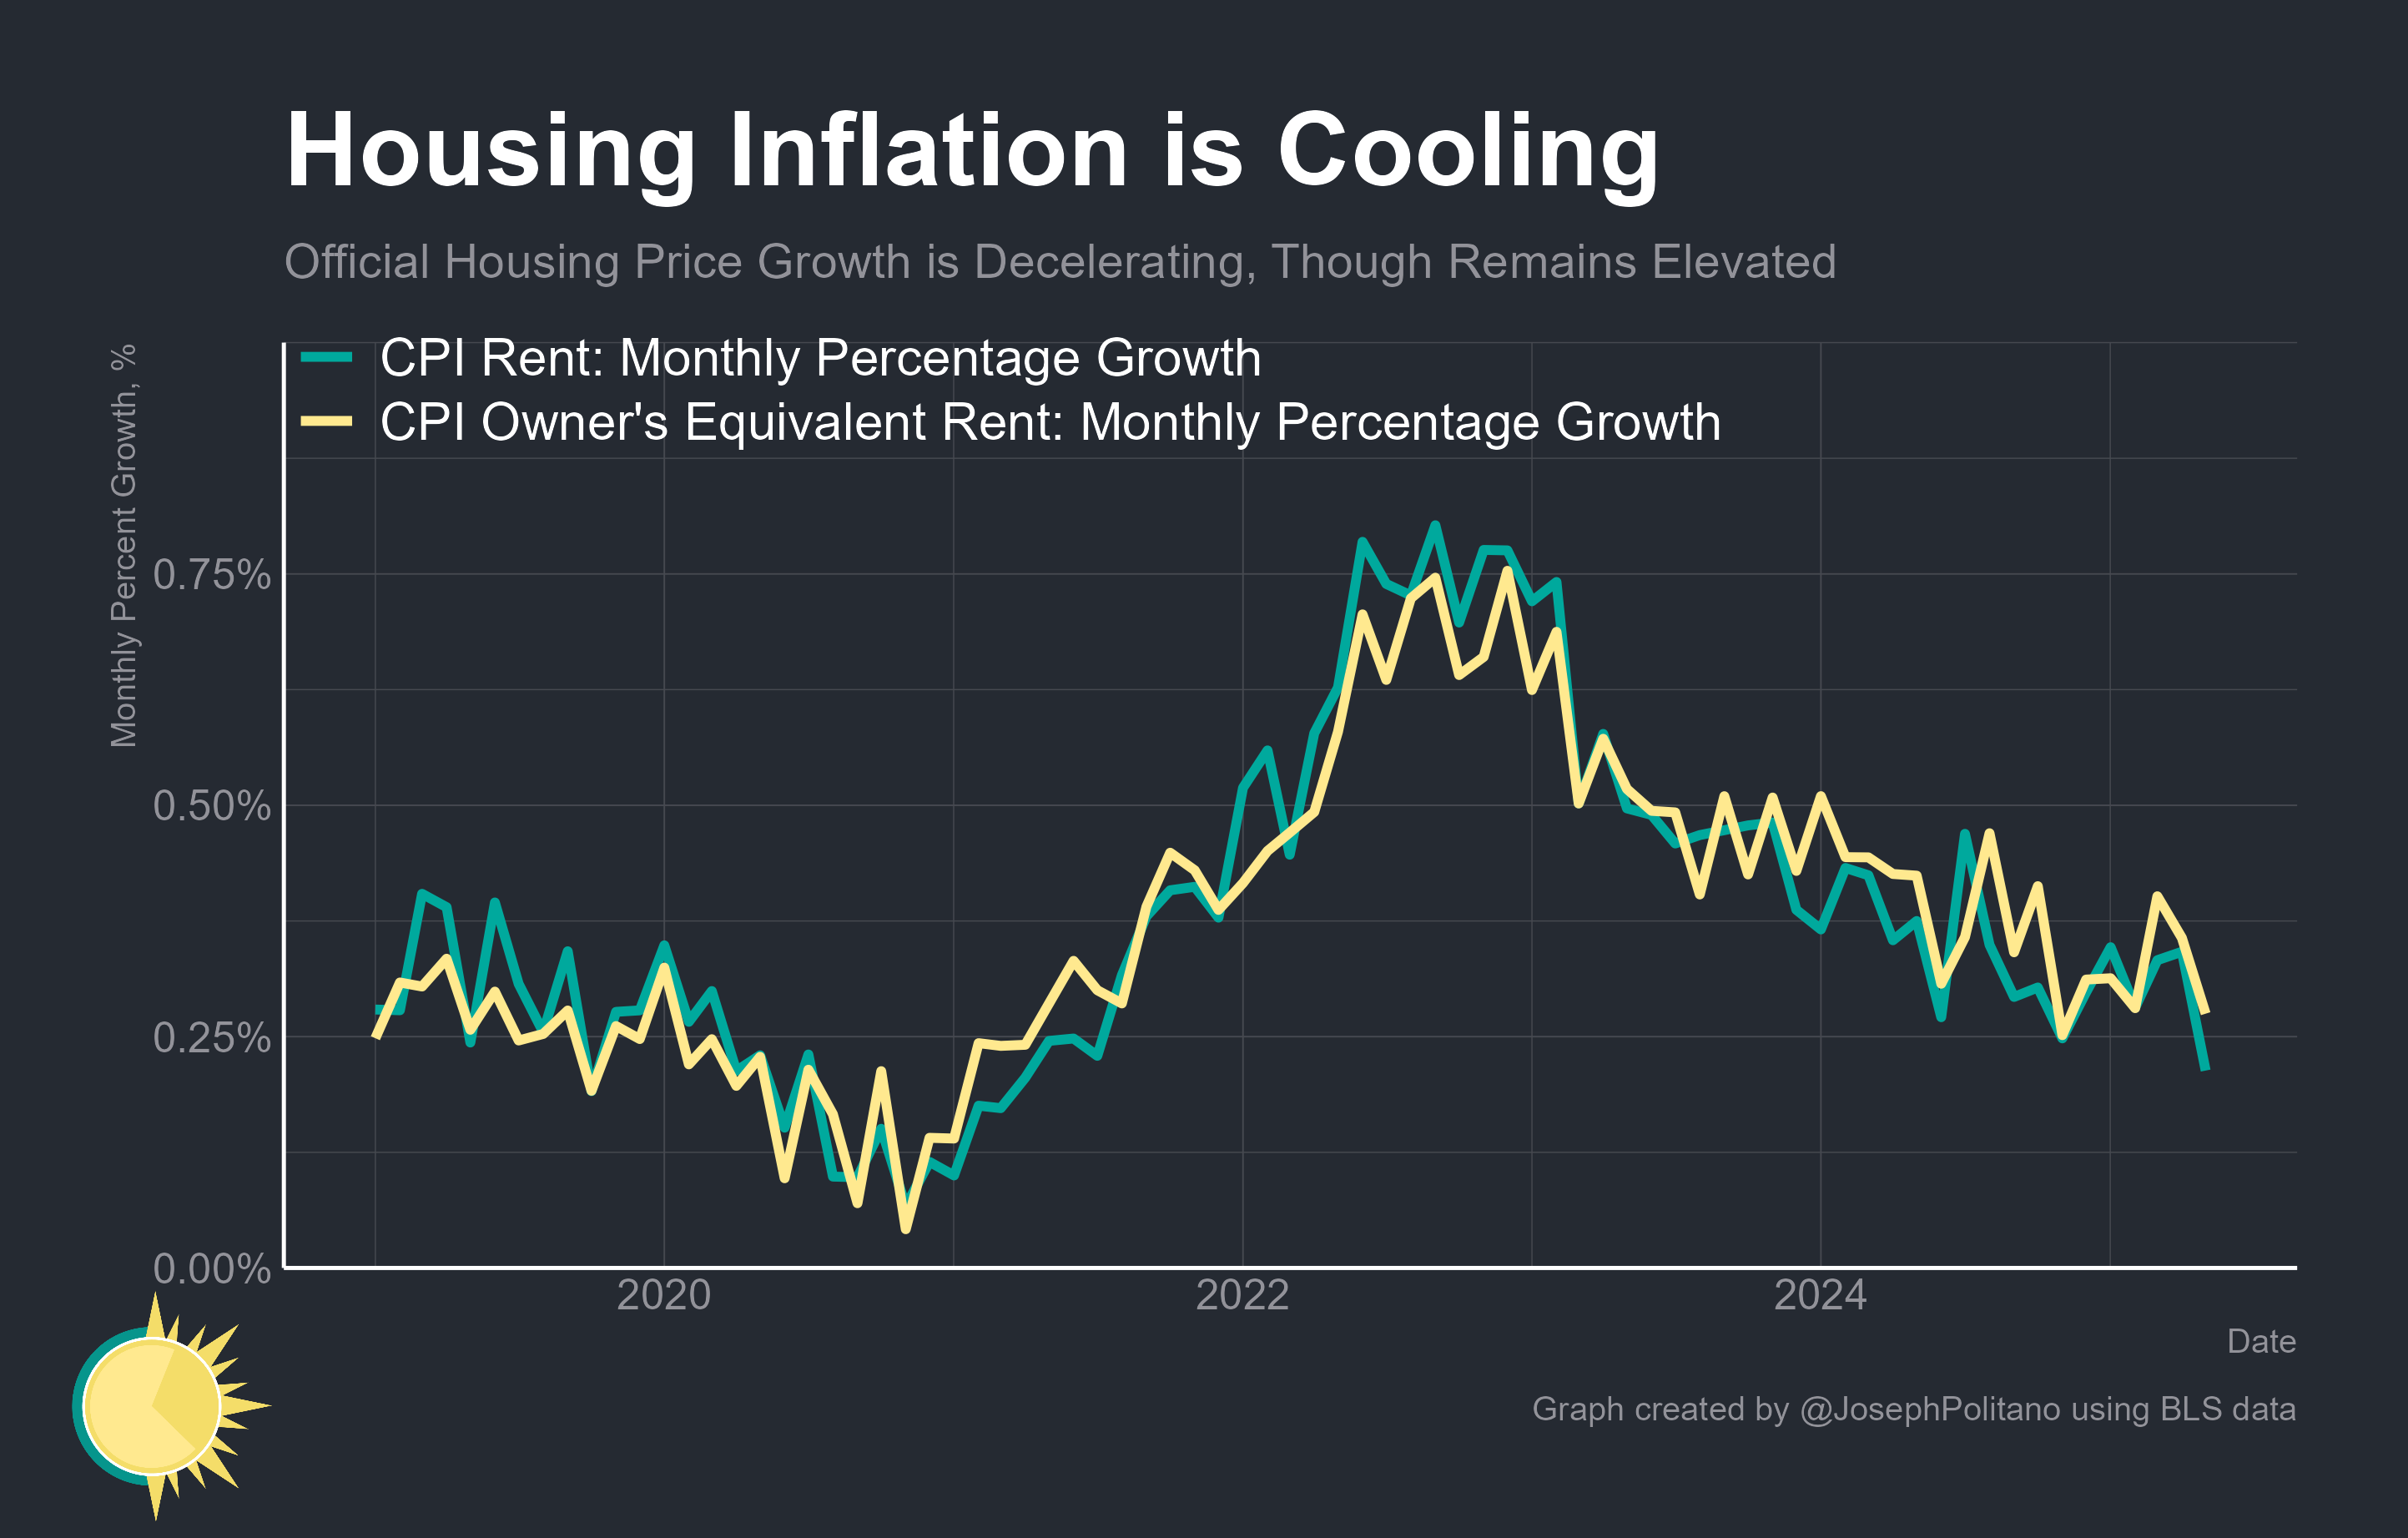 Housing Inflation is Cooling
Official Housing Price Growth is Decelerating, Though Remains Elevated
Monthly Percent Growth, %
CPI Rent: Monthly Percentage Growth
CPI Owner's Equivalent Rent: Monthly Percentage Growth
0.75%
0.50%
0.25%
0.00%
2020
2022
2024
Date
Graph created by @JosephPolitano using BLS data